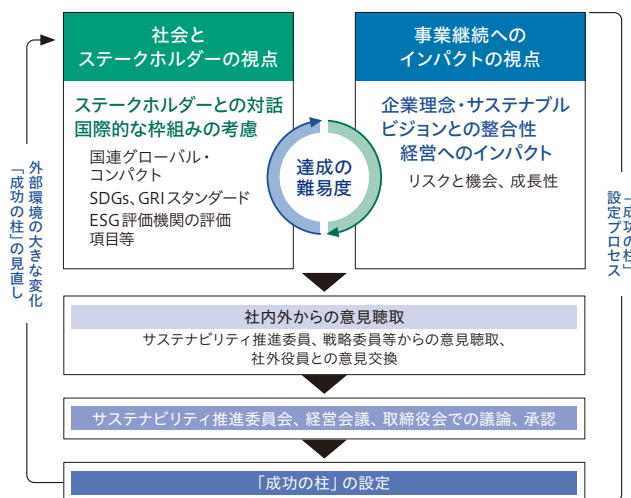 社会と
ステークホルダーの視点
ステークホルダーとの対話
国際的な枠組みの考慮
国連グローバル・
コンパクト
SDGs、GRIスタンダード
ESG評価機関の評価
項目等
達成の
難易度
事業継続への
インパクトの視点
企業理念・サステナブル
ビジョンとの整合性
経営へのインパクト
リスクと機会、成長性
社内外からの意見聴取
サステナビリティ推進委員、戦略委員等からの意見聴取、
社外役員との意見交換
サステナビリティ推進委員会、経営会議、取締役会での議論、承認
「成功の柱」の設定
外部環境の大きな変化
「成功の柱」の見直し
「成功の柱」
設定プロセス